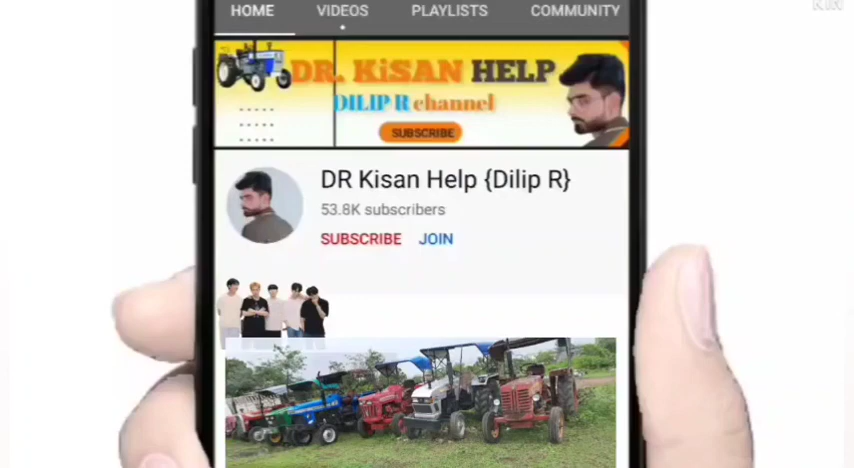 HOME VIDEOS PLAYLISTS COMMUNITY
KIN
DR. KiSAN HELP
DILIP R channel
SUBSCRIBE
DR Kisan Help {Dilip R}
53.8K subscribers
SUBSCRIBE JOIN